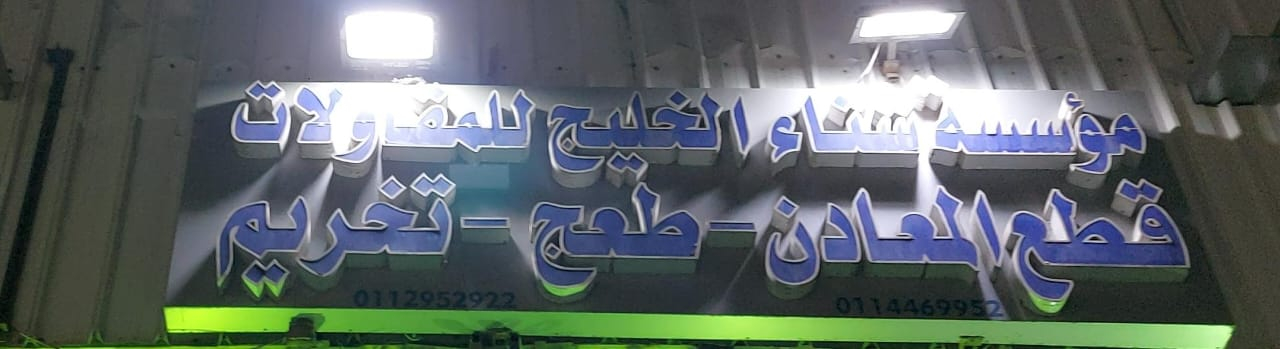 مؤسسة سناء الخليج للمقاولات
قطع المعادن - طعج - تخريم
0112952922 0114469952